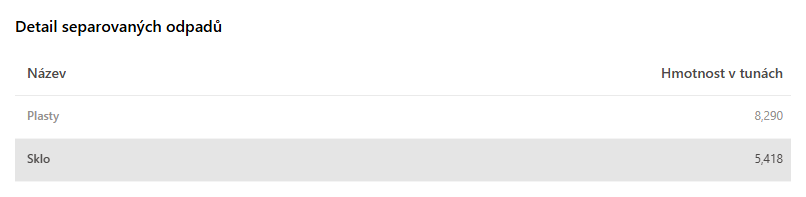 Detail separovaných odpadů
Název Hmotnost v tunách
Plasty 8,290
Sklo 5,418